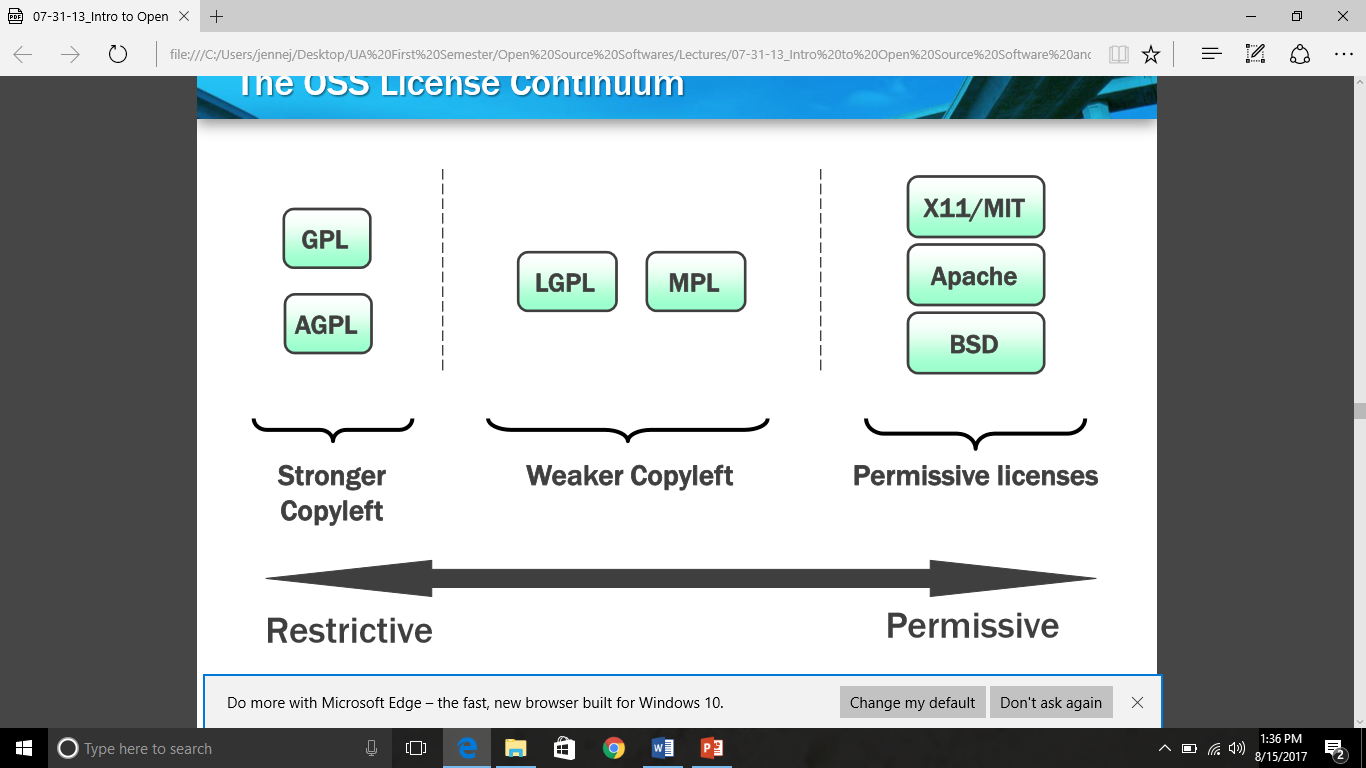 07-31-13_Intro to Open
file:///C:/Users/jennej/Desktop/UA%20First%20Semester/Open%20Source%20Softwares/Lectures/07-31-13_Intro%20to%20Open%20Source%20Software%20anc
The OSS License Continuum
GPL
AGPL
LGPL
MPL
X11/MIT
Apache
BSD
Stronger
Copyleft
Weaker Copyleft
Permissive licenses
Restrictive
Permissive
Do more with Microsoft Edge – the fast, new browser built for Windows 10.
Change my default
Don't ask again
Type here to search
1:36 PM
8/15/2017
2